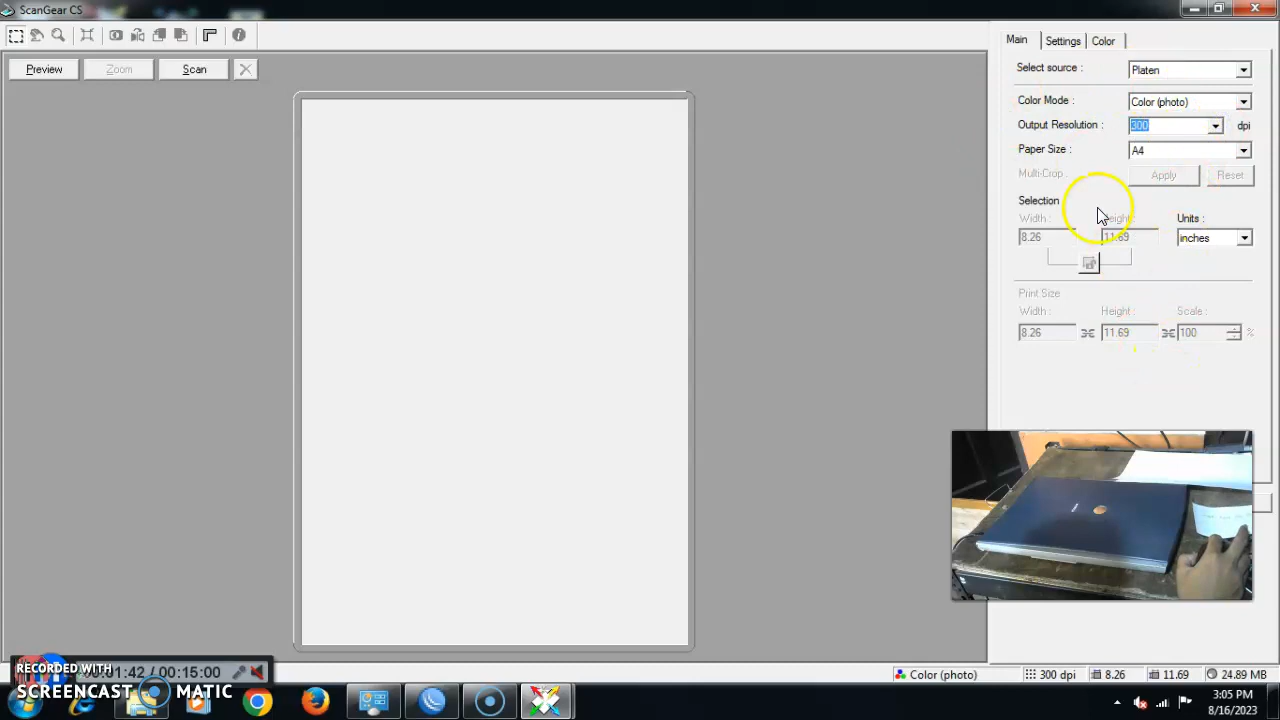 ScanGear CS
Preview
Zoom
Scan
Main
Settings
Color
Select source :
Platen
Color Mode :
Color (photo)
Output Resolution :
300
dpi
Paper Size :
A4
Multi-Crop :
Apply
Reset
Selection
Width :
Height :
Units :
8.26
11.69
inches
Print Size
Width :
Height :
Scale :
8.26
11.69
100
%
Color (photo)
300 dpi
8.26
11.69
24.89 MB
RECORDED WITH
SCREENCAST MATIC
00:01:42 / 00:15:00
3:05 PM
8/16/2023